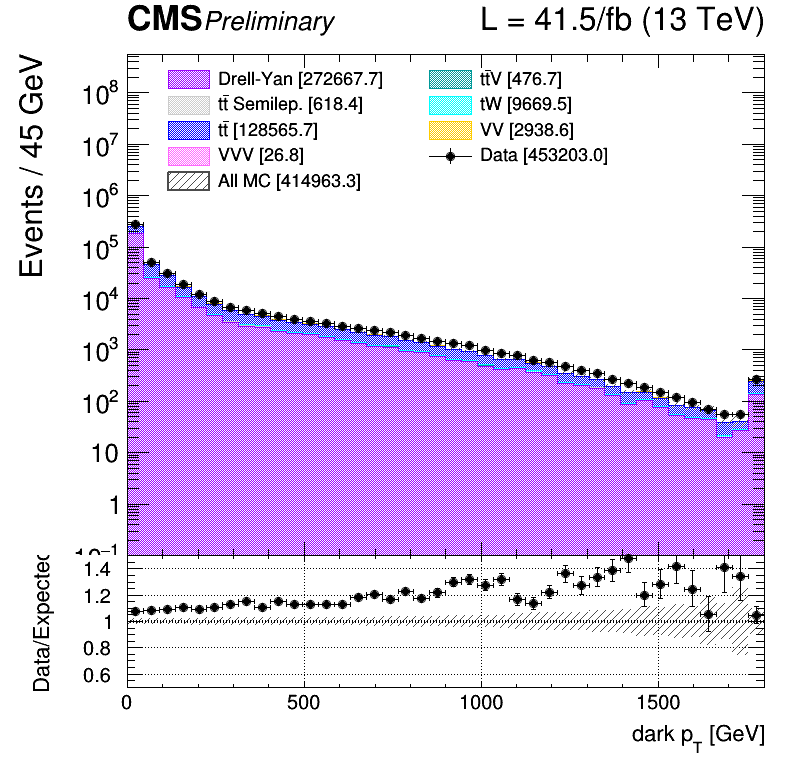 CMS Preliminary L = 41.5/fb (13 TeV)
Events / 45 GeV
Drell-Yan [272667.7]
tt̄ Semilep. [618.4]
tt̄ [128565.7]
VVV [26.8]
All MC [414963.3]
tt̄V [476.7]
tW [9669.5]
VV [2938.6]
Data [453203.0]
10⁸
10⁷
10⁶
10⁵
10⁴
10³
10²
10
1
10⁻¹
Data/Expected
1.4
1.2
1
0.8
0.6
0 500 1000 1500
dark p_T [GeV]